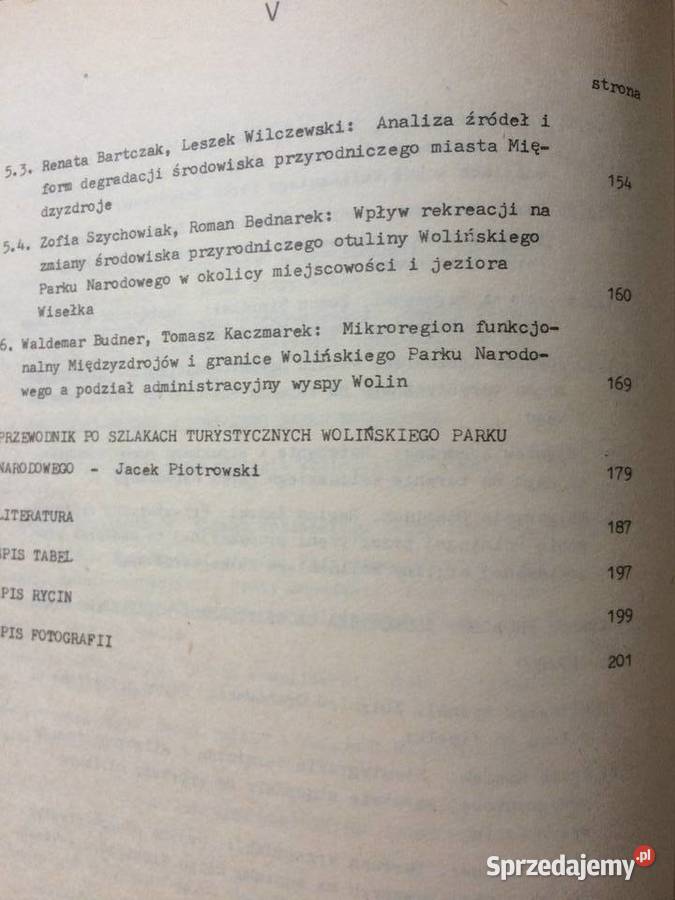 V
strona
5.3. Renata Bartczak, Leszek Wilczewski: Analiza źródeł i
form degradacji środowiska przyrodniczego miasta Mię-
dzyzdroje 154
5.4. Zofia Szychowiak, Roman Bednarek: Wpływ rekreacji na
zmiany środowiska przyrodniczego otuliny Wolińskiego
Parku Narodowego w okolicy miejscowości i jeziora
Wisełka 160
6. Waldemar Budner, Tomasz Kaczmarek: Mikroregion funkcjo-
nalny Międzyzdrojów i granice Wolińskiego Parku Narodo-
wego a podział administracyjny wyspy Wolin 169
PRZEWODNIK PO SZLAKACH TURYSTYCZNYCH WOLIŃSKIEGO PARKU
NARODOWEGO - Jacek Piotrowski 179
LITERATURA 187
SPIS TABEL 197
SPIS RYCIN 199
SPIS FOTOGRAFII 201
Sprzedajemy.pl